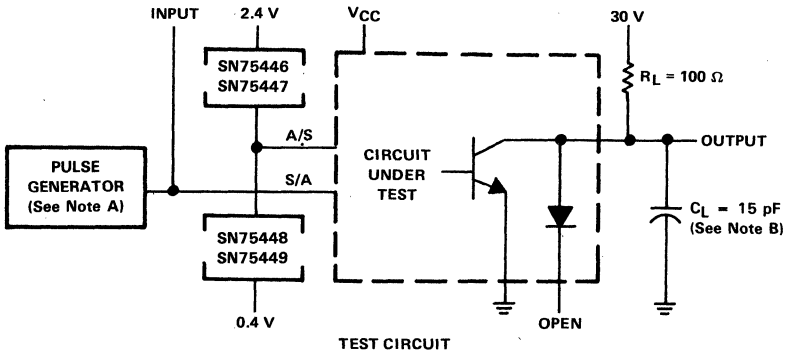 INPUT
2.4 V
VCC
30 V
SN75446
SN75447
RL = 100 Ω
A/S
OUTPUT
PULSE
GENERATOR
(See Note A)
CIRCUIT
UNDER
TEST
S/A
CL = 15 pF
(See Note B)
SN75448
SN75449
0.4 V
OPEN
TEST CIRCUIT